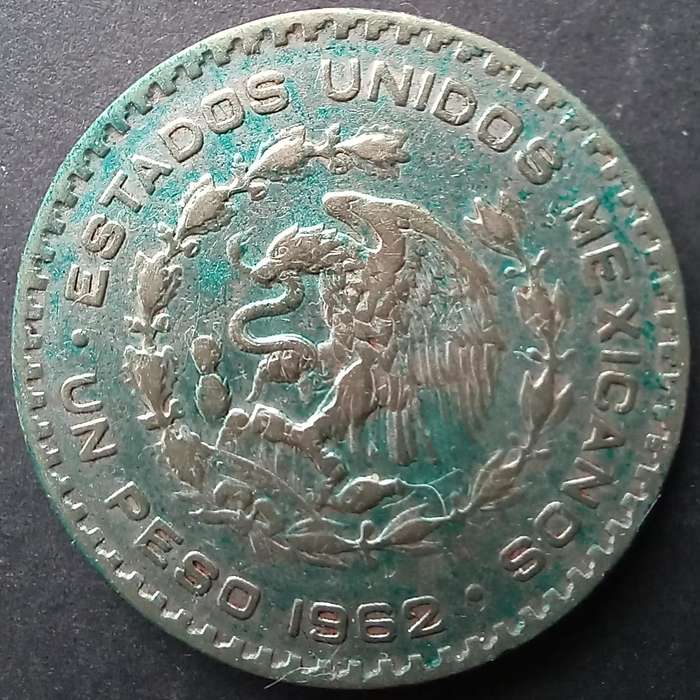 ESTADOS UNIDOS MEXICANOS
· UN PESO 1962 ·